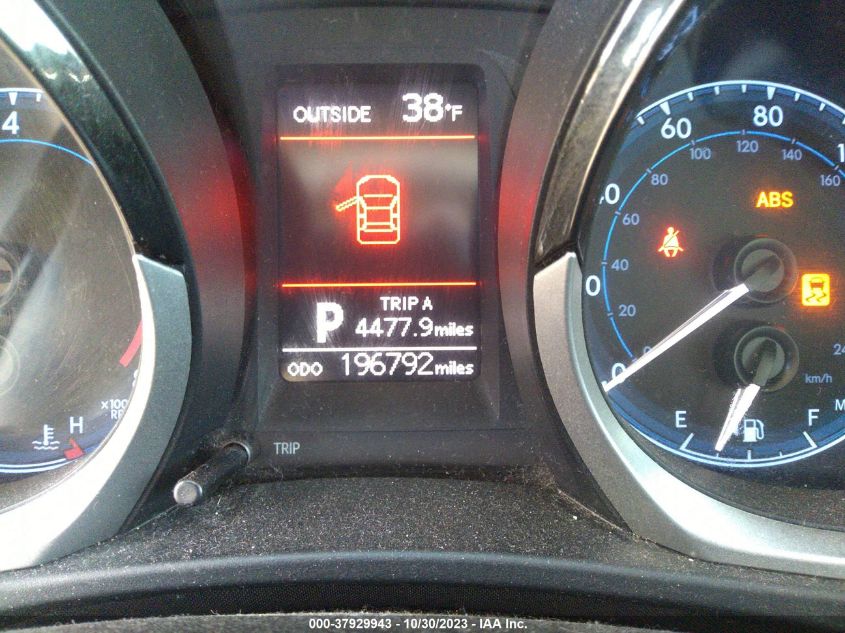 OUTSIDE 38°F
TRIP A
P 4477.9 miles
ODO 196792 miles
TRIP
4
H
60
80
100
120
140
160
80
60
40
20
0
ABS
km/h
E
F
000-37929943 - 10/30/2023 - IAA Inc.